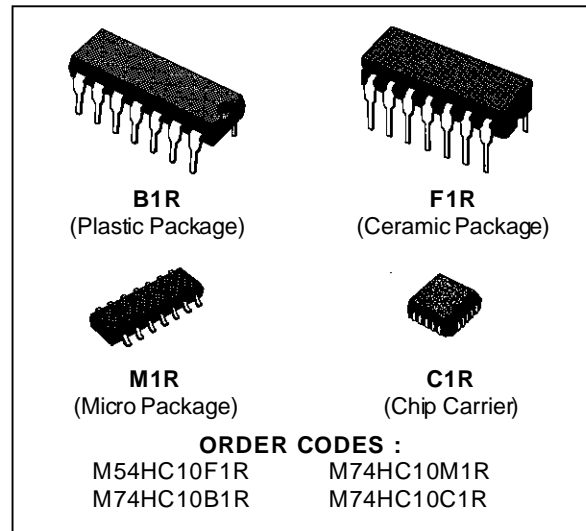 B1R
(Plastic Package)
F1R
(Ceramic Package)
M1R
(Micro Package)
C1R
(Chip Carrier)
ORDER CODES :
M54HC10F1R M74HC10M1R
M74HC10B1R M74HC10C1R